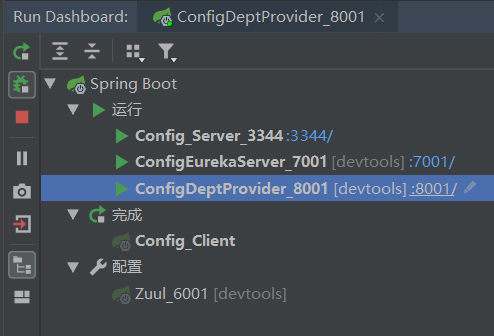 Run Dashboard: ConfigDeptProvider_8001 ×
Spring Boot
运行
Config_Server_3344 :3344/
ConfigEurekaServer_7001 [devtools] :7001/
ConfigDeptProvider_8001 [devtools] :8001/
完成
Config_Client
配置
Zuul_6001 [devtools]